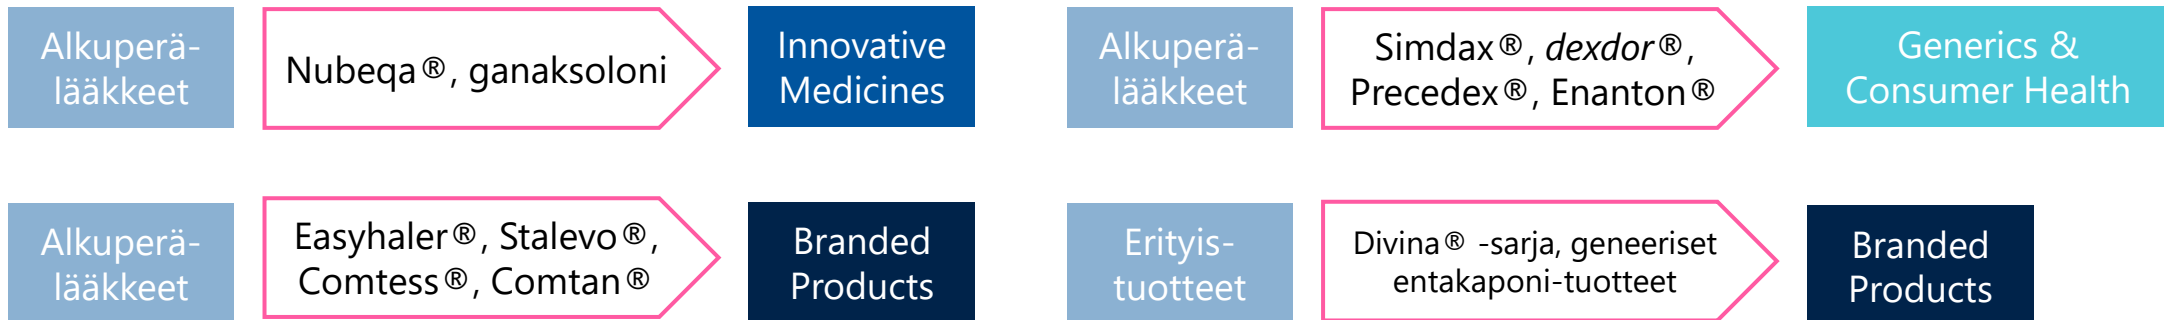 Alkuperä-
lääkkeet
Nubeqa®, ganaksoloni
Innovative
Medicines
Alkuperä-
lääkkeet
Simdax®, dexdor®,
Precedex®, Enanton®
Generics &
Consumer Health
Alkuperä-
lääkkeet
Easyhaler®, Stalevo®,
Comtess®, Comtan®
Branded
Products
Erityis-
tuotteet
Divina® -sarja, geneeriset
entakaponi-tuotteet
Branded
Products